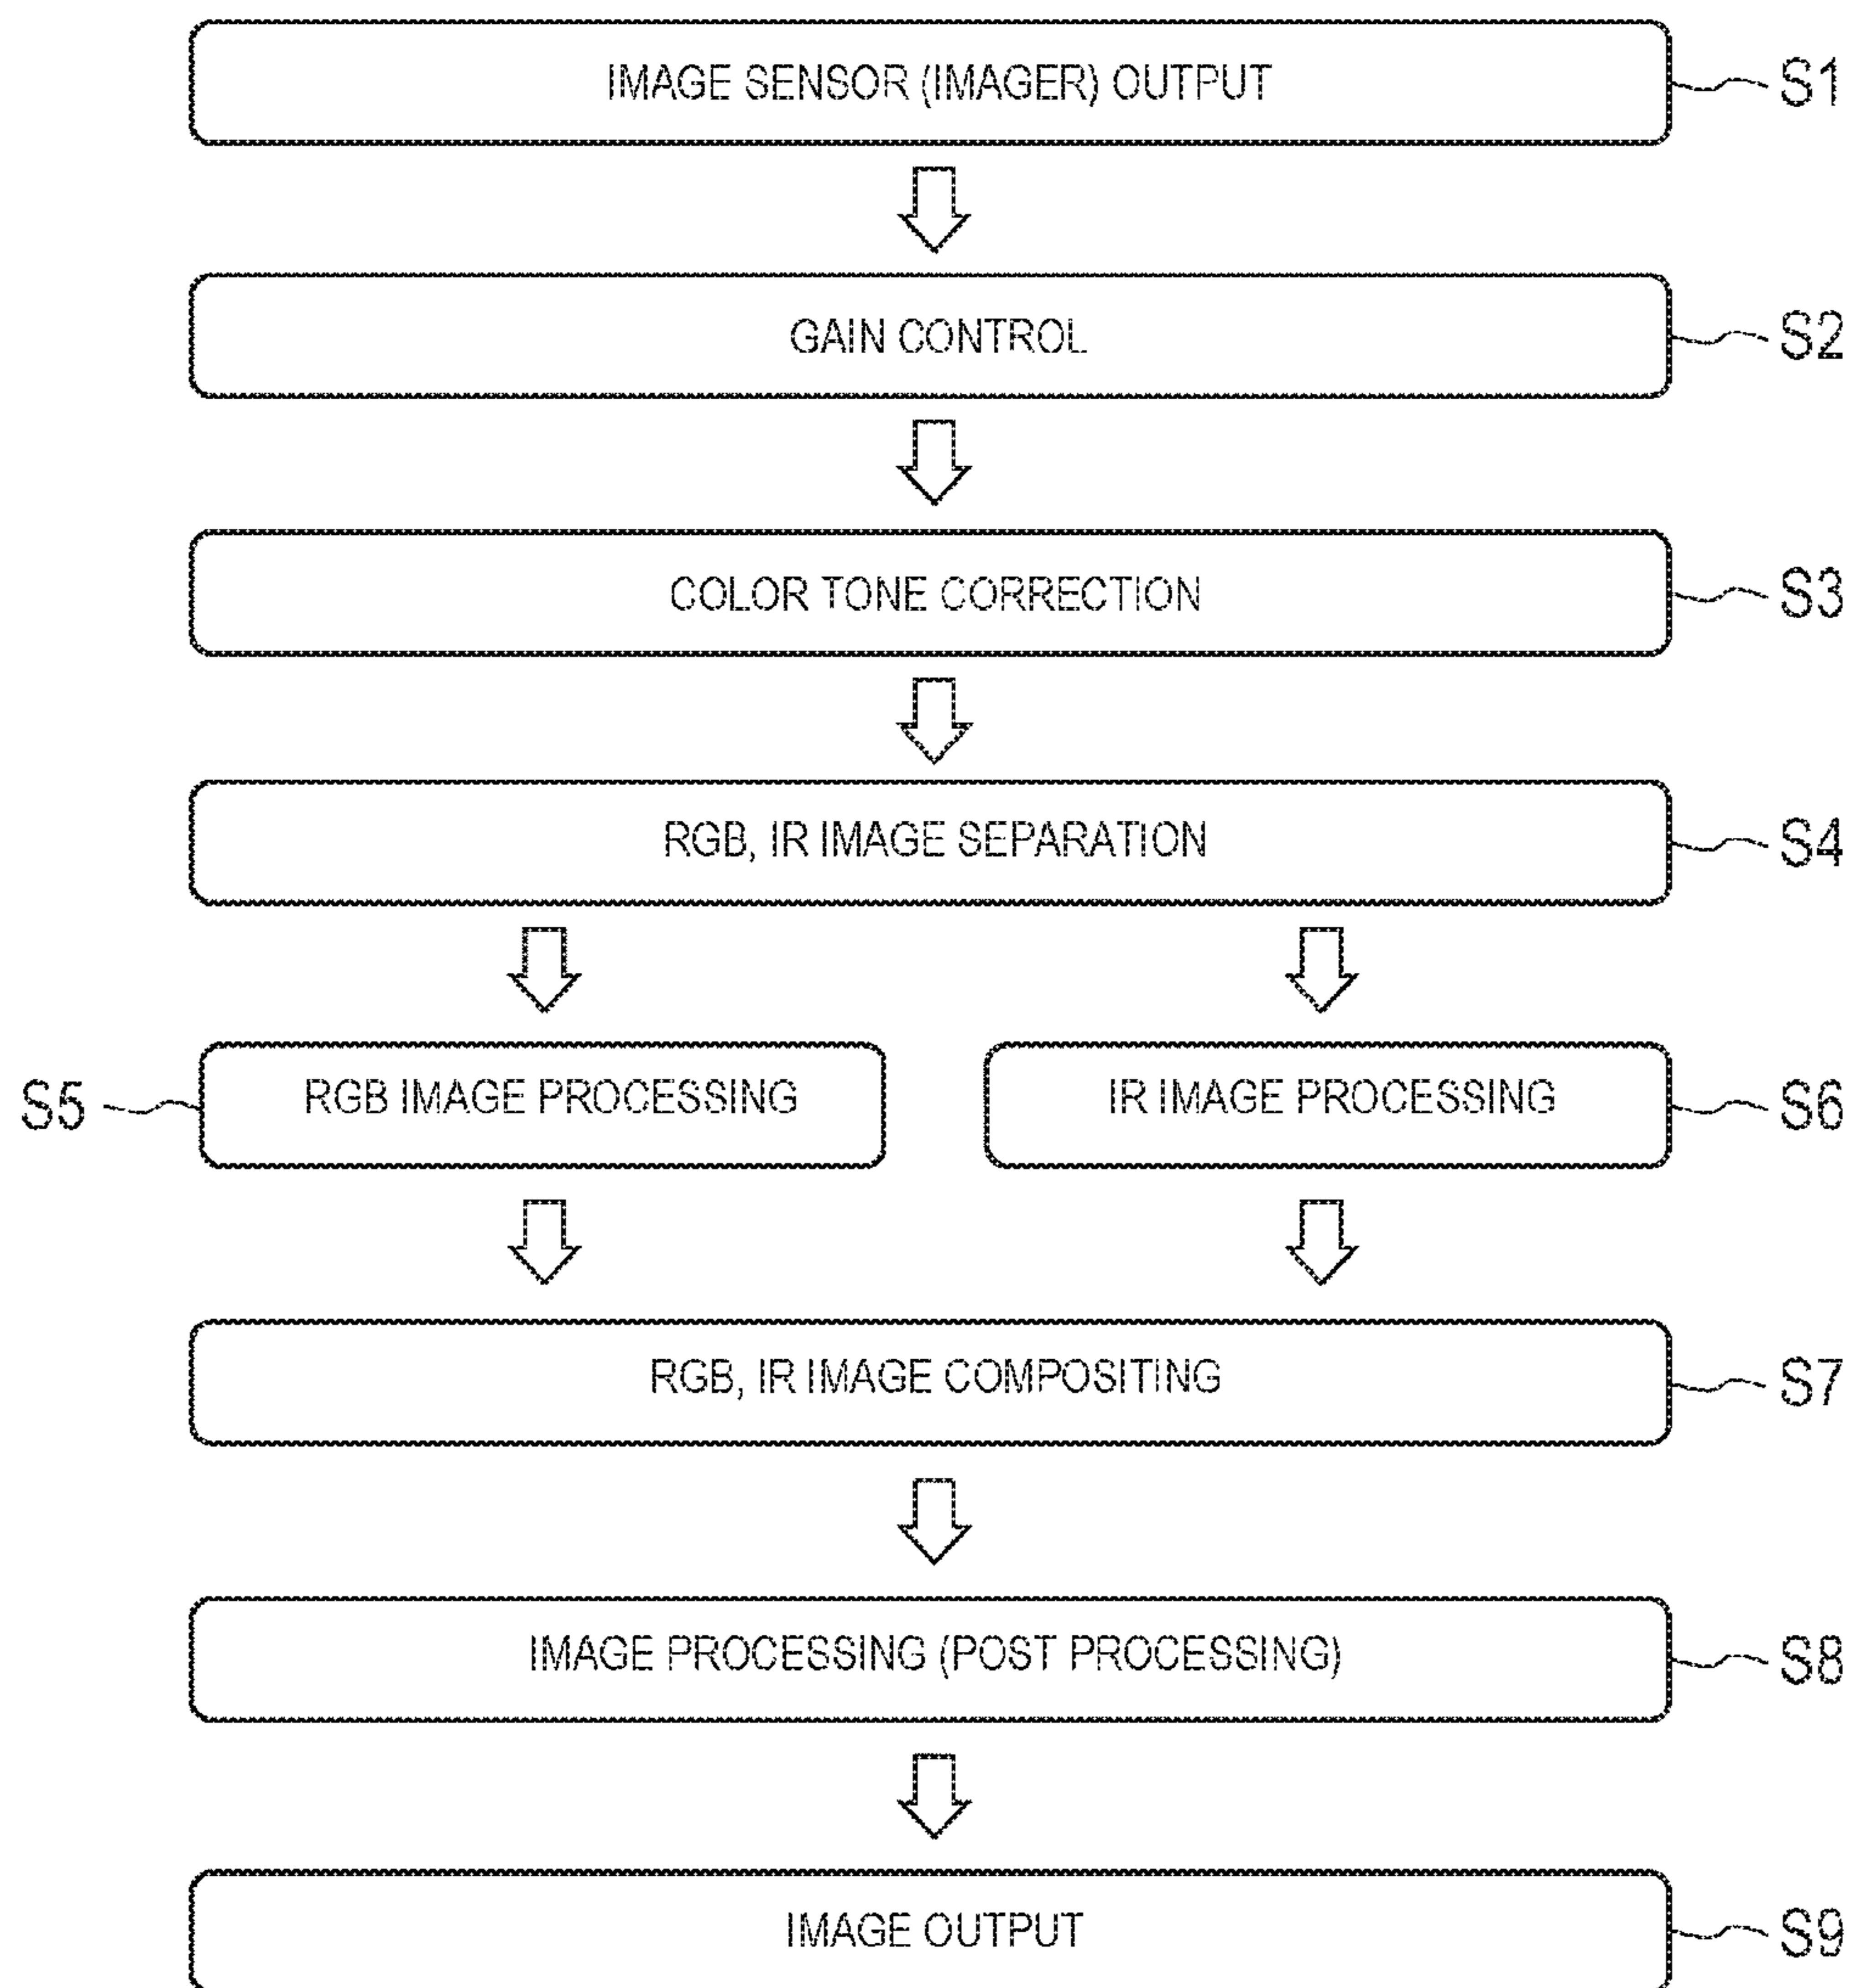 IMAGE SENSOR (IMAGER) OUTPUT S1
GAIN CONTROL S2
COLOR TONE CORRECTION S3
RGB, IR IMAGE SEPARATION S4
S5 RGB IMAGE PROCESSING IR IMAGE PROCESSING S6
RGB, IR IMAGE COMPOSITING S7
IMAGE PROCESSING (POST PROCESSING) S8
IMAGE OUTPUT S9